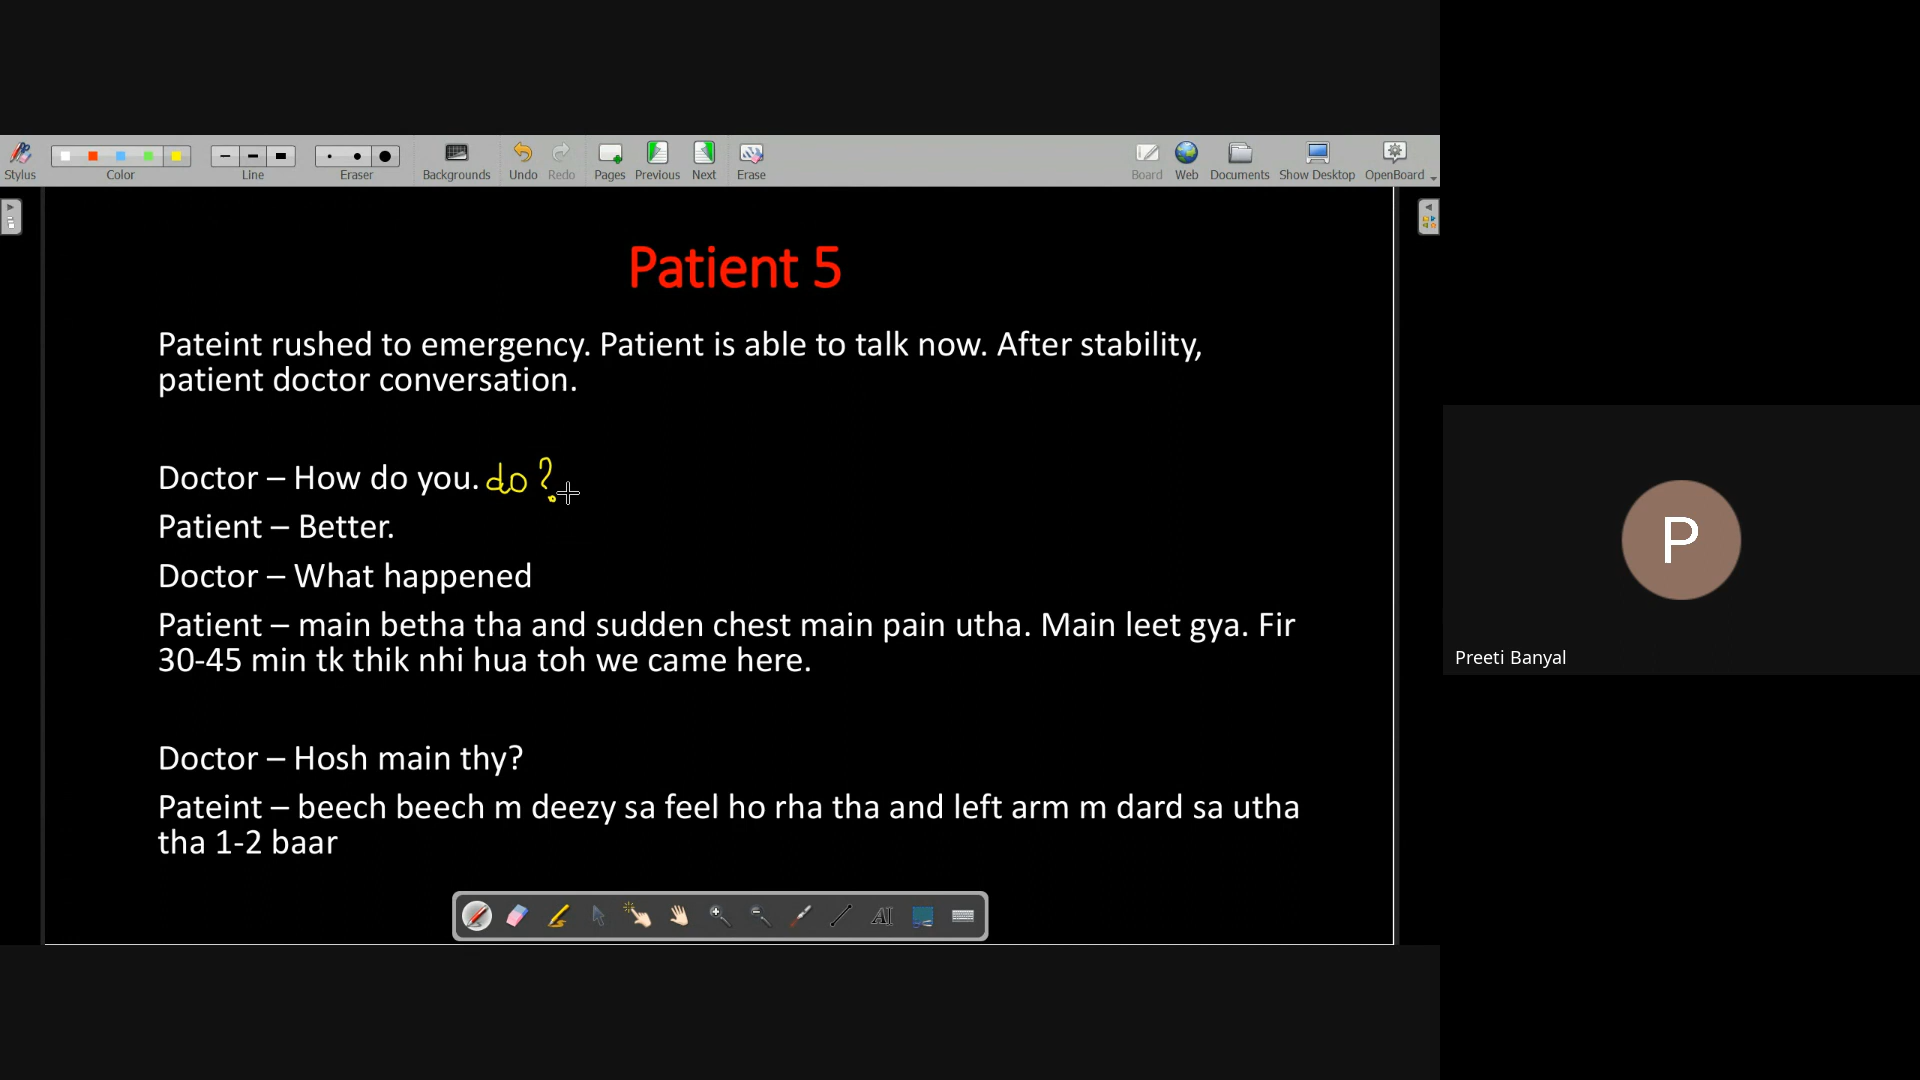 Stylus
Color
Line
Eraser
Backgrounds
Undo
Redo
Pages
Previous
Next
Erase
Board
Web
Documents
Show Desktop
OpenBoard
Patient 5
Pateint rushed to emergency. Patient is able to talk now. After stability,
patient doctor conversation.
Doctor – How do you. do ?
Patient – Better.
Doctor – What happened
Patient – main betha tha and sudden chest main pain utha. Main leet gya. Fir
30-45 min tk thik nhi hua toh we came here.
Doctor – Hosh main thy?
Pateint – beech beech m deezy sa feel ho rha tha and left arm m dard sa utha
tha 1-2 baar
AI
P
Preeti Banyal